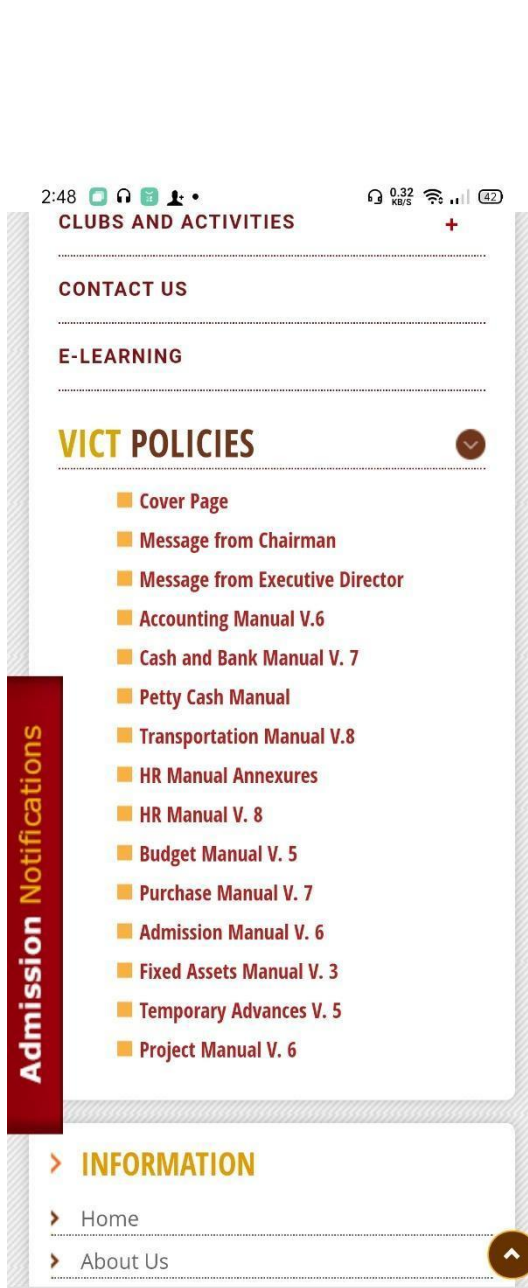 2:48 0.32 KB/S 42
CLUBS AND ACTIVITIES +
CONTACT US
E-LEARNING
VICT POLICIES
Cover Page
Message from Chairman
Message from Executive Director
Accounting Manual V.6
Cash and Bank Manual V. 7
Petty Cash Manual
Transportation Manual V.8
HR Manual Annexures
HR Manual V. 8
Budget Manual V. 5
Purchase Manual V. 7
Admission Manual V. 6
Fixed Assets Manual V. 3
Temporary Advances V. 5
Project Manual V. 6
Admission Notifications
INFORMATION
Home
About Us